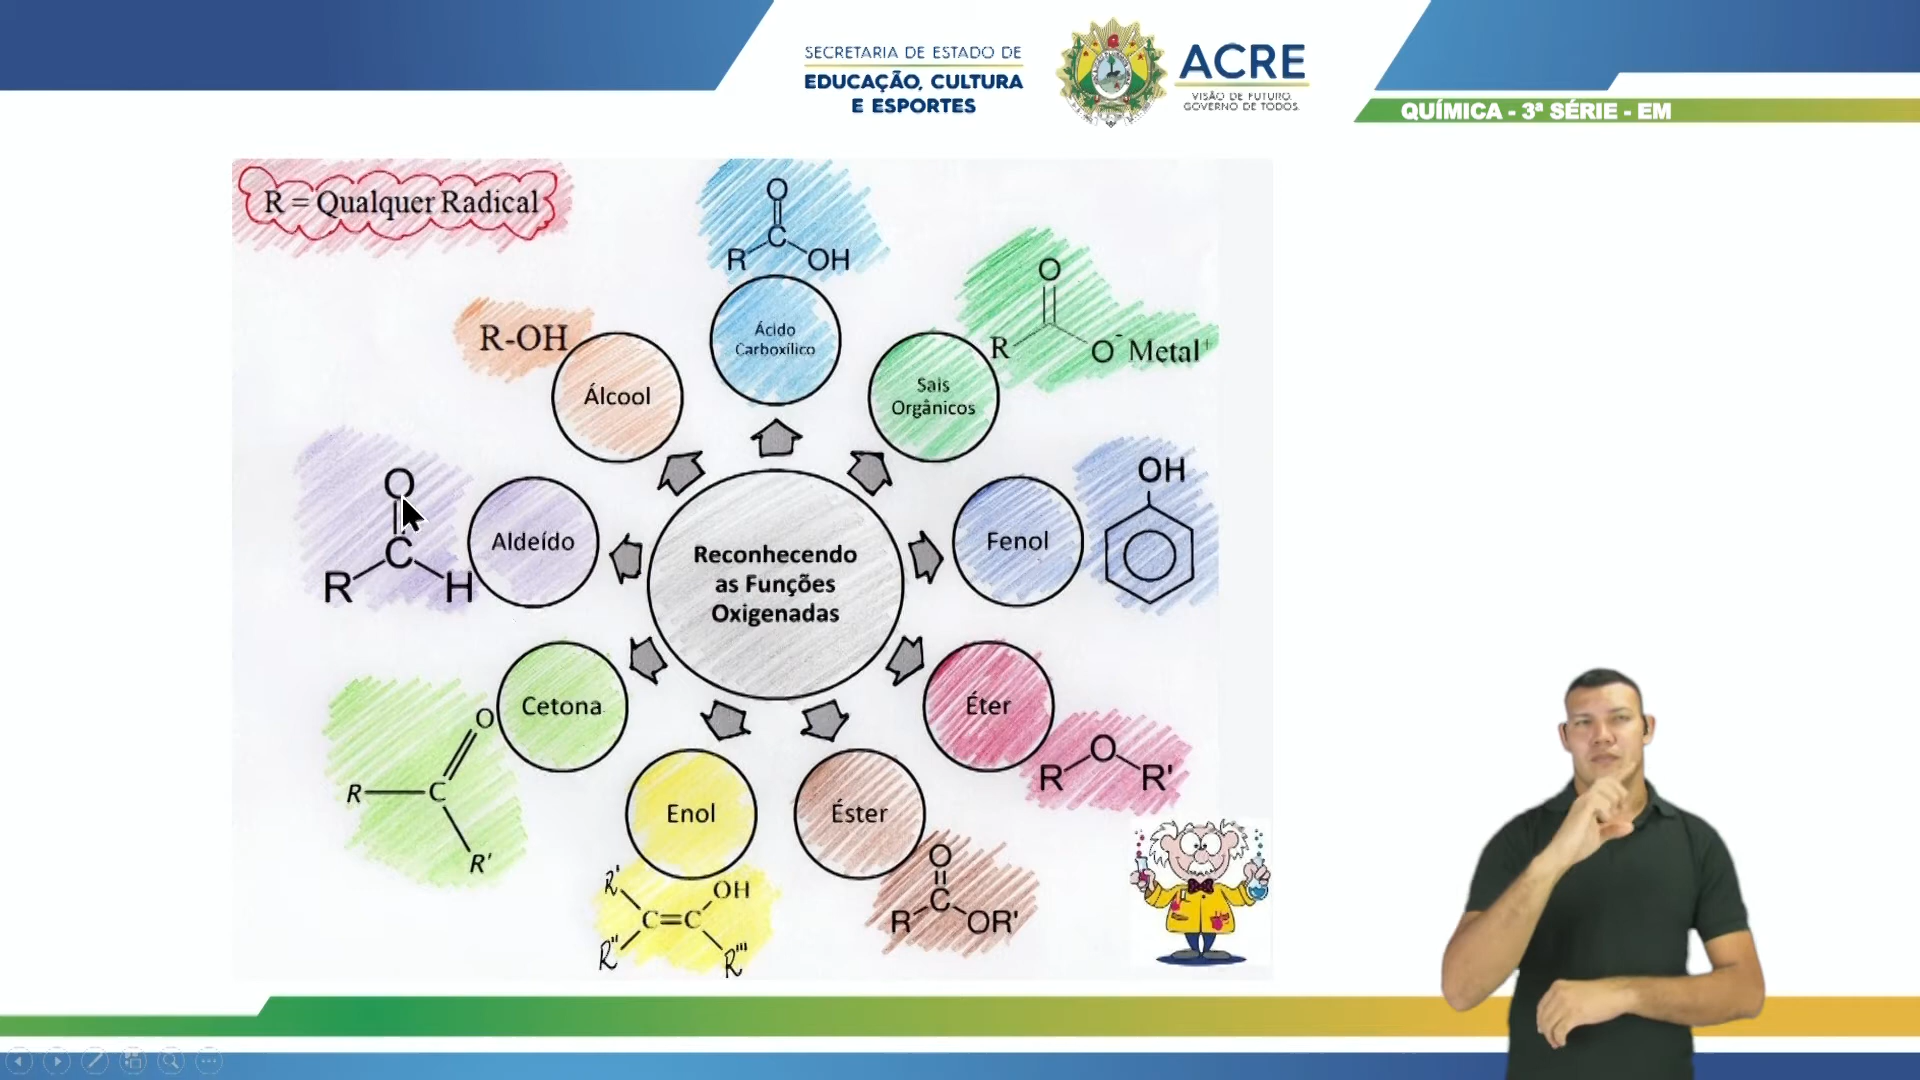 SECRETARIA DE ESTADO DE
EDUCAÇÃO, CULTURA
E ESPORTES
ACRE
VISÃO DE FUTURO.
GOVERNO DE TODOS.
QUÍMICA - 3ª SÉRIE - EM
R = Qualquer Radical
O
C
R OH
Ácido
Carboxílico
R-OH
Álcool
O
R O⁻ Metal⁺
Sais
Orgânicos
O
C
R H
Aldeído
OH
Fenol
Reconhecendo
as Funções
Oxigenadas
Cetona
O
R C
R'
Éter
O
R R'
Enol
R' OH
C=C
R'' R'''
Éster
O
C
R OR'